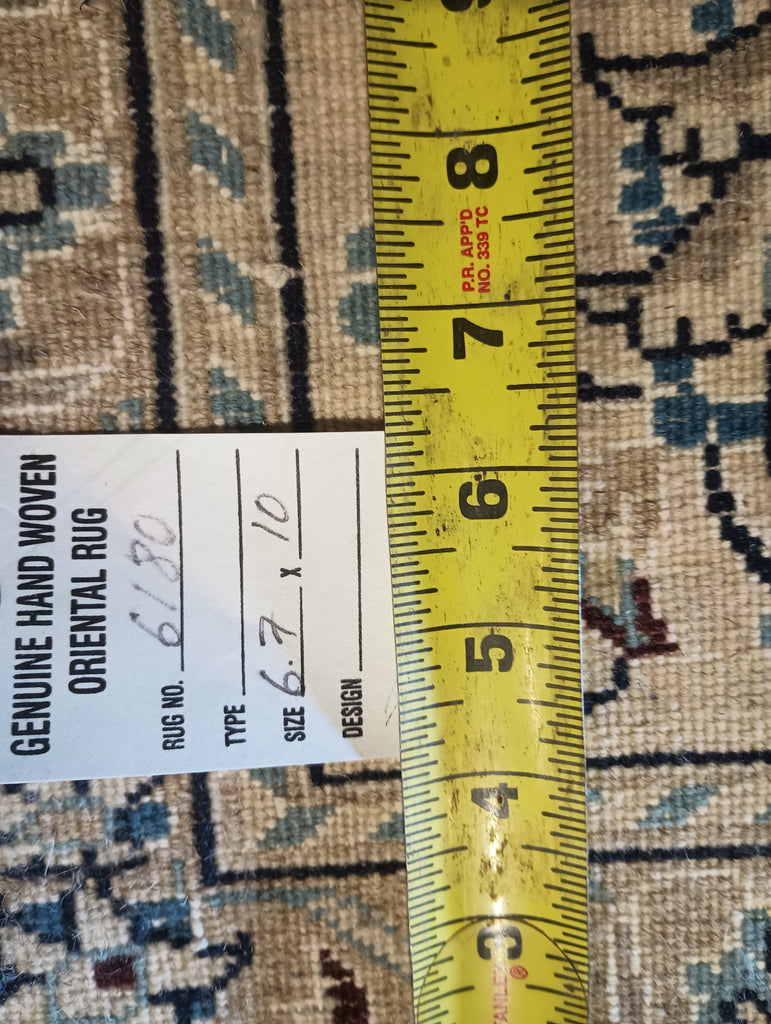 GENUINE HAND WOVEN
ORIENTAL RUG
RUG NO. 6180
TYPE
SIZE 6.7 x 10
DESIGN
3
4
5
6
7
8
9
P.R. APP'D
NO. 339 TC
®